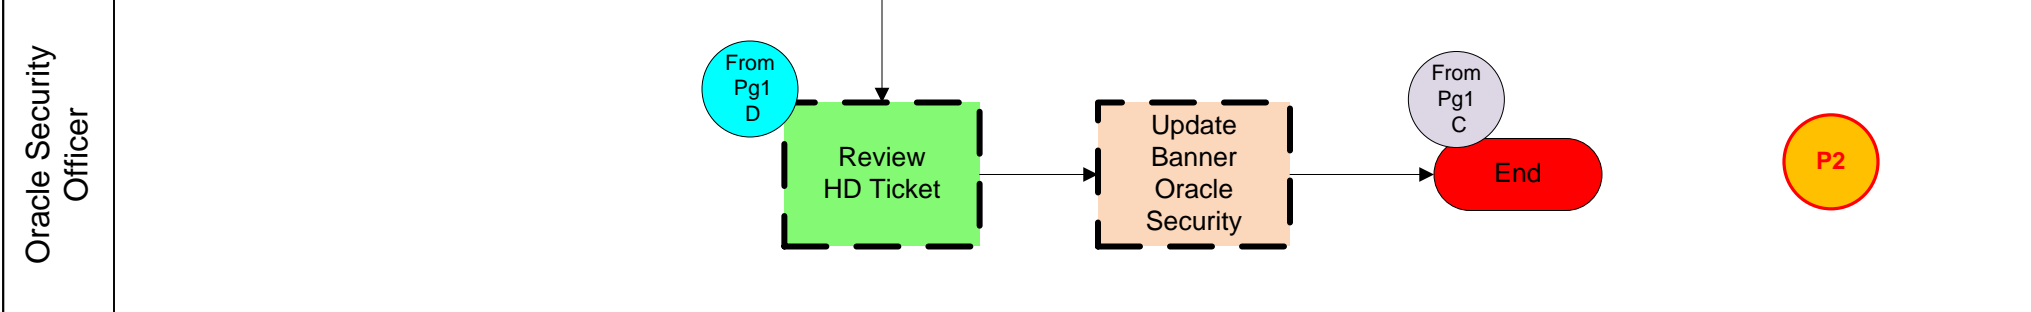 Oracle Security
Officer
From
Pg1
D
Review
HD Ticket
Update
Banner
Oracle
Security
From
Pg1
C
End
P2